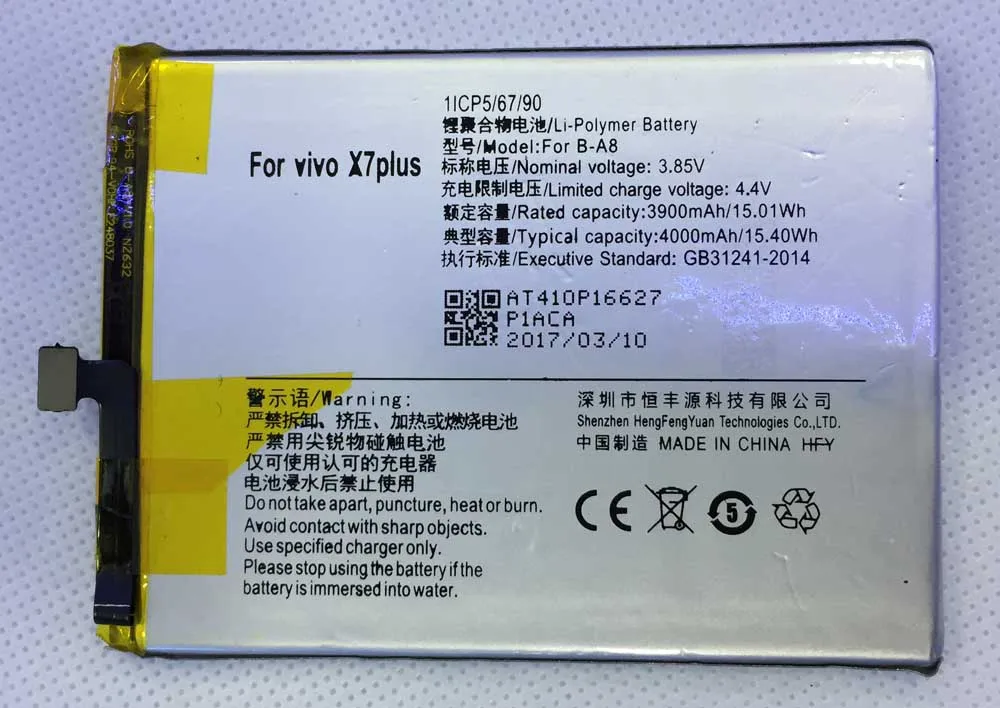 For vivo X7plus
1ICP5/67/90
锂聚合物电池/Li-Polymer Battery
型号/Model:For B-A8
标称电压/Nominal voltage: 3.85V
充电限制电压/Limited charge voltage: 4.4V
额定容量/Rated capacity:3900mAh/15.01Wh
典型容量/Typical capacity:4000mAh/15.40Wh
执行标准/Executive Standard: GB31241-2014
AT410P16627
P1ACA
2017/03/10
警示语/Warning:
严禁拆卸、挤压、加热或燃烧电池
严禁用尖锐物碰触电池
仅可使用认可的充电器
电池浸水后禁止使用
Do not take apart, puncture, heat or burn.
Avoid contact with sharp objects.
Use specified charger only.
Please stop using the battery if the
battery is immersed into water.
深圳市恒丰源科技有限公司
Shenzhen HengFengYuan Technologies Co.,LTD.
中国制造 MADE IN CHINA HFY
CE
5
ROHS
N2632
E248037